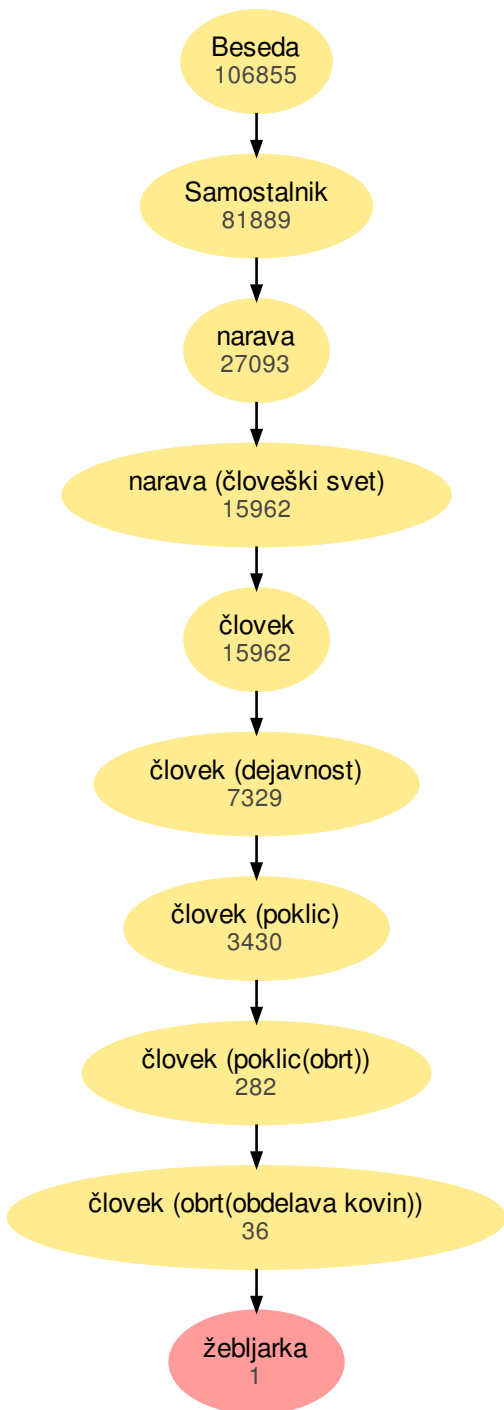 Beseda
106855
Samostalnik
81889
narava
27093
narava (človeški svet)
15962
človek
15962
človek (dejavnost)
7329
človek (poklic)
3430
človek (poklic(obrt))
282
človek (obrt(obdelava kovin))
36
žebljarka
1